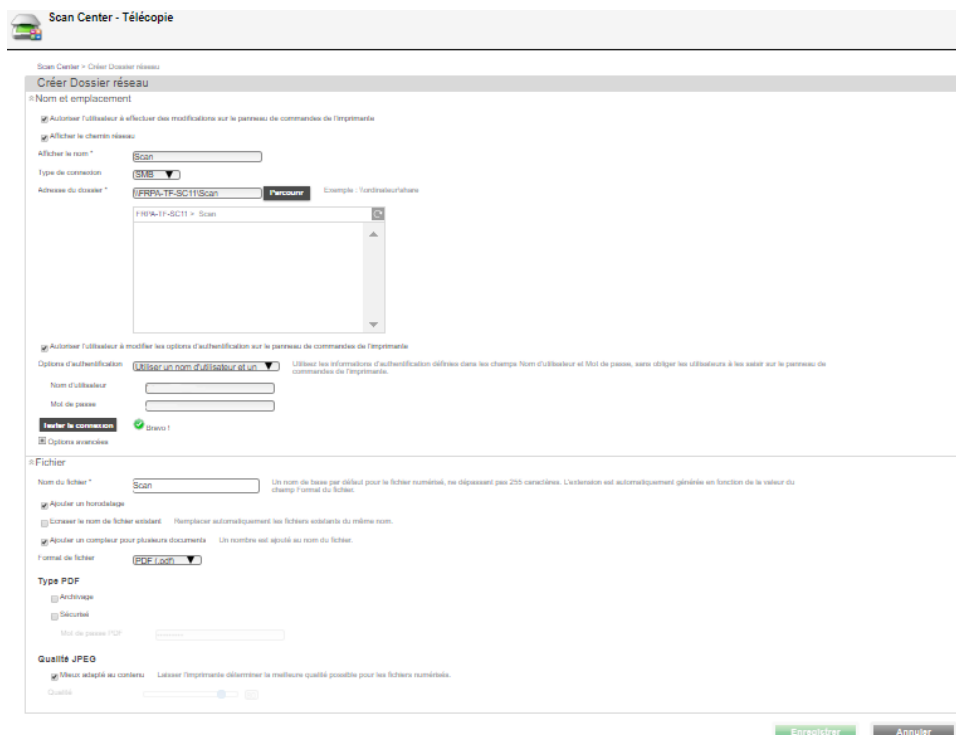 Scan Center - Télécopie
Scan Center > Créer Dossier réseau
Créer Dossier réseau
Nom et emplacement
Autoriser l'utilisateur à effectuer des modifications sur le panneau de commandes de l'imprimante
Afficher le chemin réseau
Afficher le nom *
Scan
Type de connexion
SMB
Adresse du dossier *
\\FRPA-TF-SC11\Scan
Parcourir
Exemple : \\ordinateur\share
FRPA-TF-SC11 > Scan
Autoriser l'utilisateur à modifier les options d'authentification sur le panneau de commandes de l'imprimante
Options d'authentification
Utiliser un nom d'utilisateur et un
Utilisez les informations d'authentification définies dans les champs Nom d'utilisateur et Mot de passe, sans obliger les utilisateurs à les saisir sur le panneau de
commandes de l'imprimante.
Nom d'utilisateur
Mot de passe
Tester la connexion
Bravo !
Options avancées
Fichier
Nom du fichier *
Scan
Un nom de base par défaut pour le fichier numérisé, ne dépassant pas 255 caractères. L'extension est automatiquement générée en fonction de la valeur du
champ Format du fichier.
Ajouter un horodatage
Ecraser le nom de fichier existant
Remplacer automatiquement les fichiers existants du même nom.
Ajouter un compteur pour plusieurs documents
Un nombre est ajouté au nom du fichier.
Format de fichier
PDF (.pdf)
Type PDF
Archivage
Sécurisé
Mot de passe PDF
Qualité JPEG
Mieux adapté au contenu
Laisser l'imprimante déterminer la meilleure qualité possible pour les fichiers numérisés.
Qualité
Enregistrer
Annuler